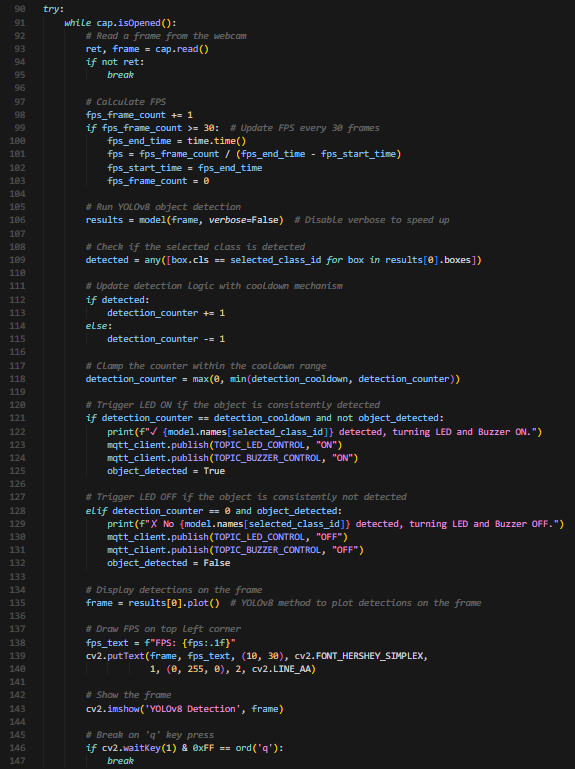 90 try:
91     while cap.isOpened():
92         # Read a frame from the webcam
93         ret, frame = cap.read()
94         if not ret:
95             break
96
97         # Calculate FPS
98         fps_frame_count += 1
99         if fps_frame_count >= 30:  # Update FPS every 30 frames
100             fps_end_time = time.time()
101             fps = fps_frame_count / (fps_end_time - fps_start_time)
102             fps_start_time = fps_end_time
103             fps_frame_count = 0
104
105         # Run YOLOv8 object detection
106         results = model(frame, verbose=False)  # Disable verbose to speed up
107
108         # Check if the selected class is detected
109         detected = any([box.cls == selected_class_id for box in results[0].boxes])
110
111         # Update detection logic with cooldown mechanism
112         if detected:
113             detection_counter += 1
114         else:
115             detection_counter -= 1
116
117         # Clamp the counter within the cooldown range
118         detection_counter = max(0, min(detection_cooldown, detection_counter))
119
120         # Trigger LED ON if the object is consistently detected
121         if detection_counter == detection_cooldown and not object_detected:
122             print(f"✓ {model.names[selected_class_id]} detected, turning LED and Buzzer ON.")
123             mqtt_client.publish(TOPIC_LED_CONTROL, "ON")
124             mqtt_client.publish(TOPIC_BUZZER_CONTROL, "ON")
125             object_detected = True
126
127         # Trigger LED OFF if the object is consistently not detected
128         elif detection_counter == 0 and object_detected:
129             print(f"✗ No {model.names[selected_class_id]} detected, turning LED and Buzzer OFF.")
130             mqtt_client.publish(TOPIC_LED_CONTROL, "OFF")
131             mqtt_client.publish(TOPIC_BUZZER_CONTROL, "OFF")
132             object_detected = False
133
134         # Display detections on the frame
135         frame = results[0].plot()  # YOLOv8 method to plot detections on the frame
136
137         # Draw FPS on top left corner
138         fps_text = f"FPS: {fps:.1f}"
139         cv2.putText(frame, fps_text, (10, 30), cv2.FONT_HERSHEY_SIMPLEX,
140                     1, (0, 255, 0), 2, cv2.LINE_AA)
141
142         # Show the frame
143         cv2.imshow('YOLOv8 Detection', frame)
144
145         # Break on 'q' key press
146         if cv2.waitKey(1) & 0xFF == ord('q'):
147             break